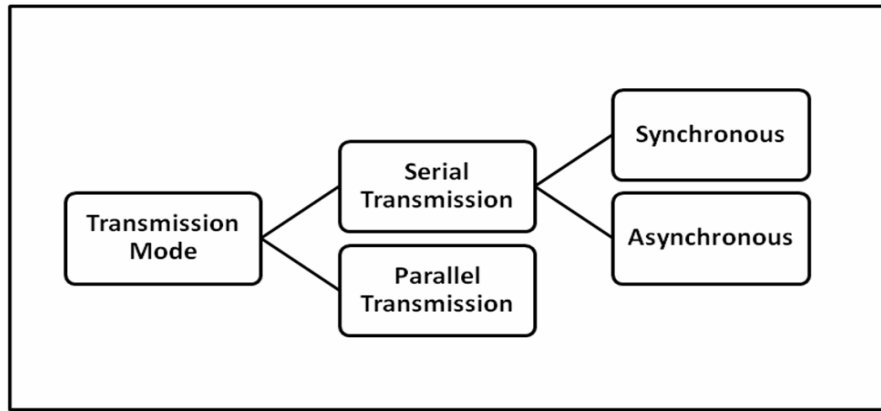 Transmission
Mode
Serial
Transmission
Parallel
Transmission
Synchronous
Asynchronous